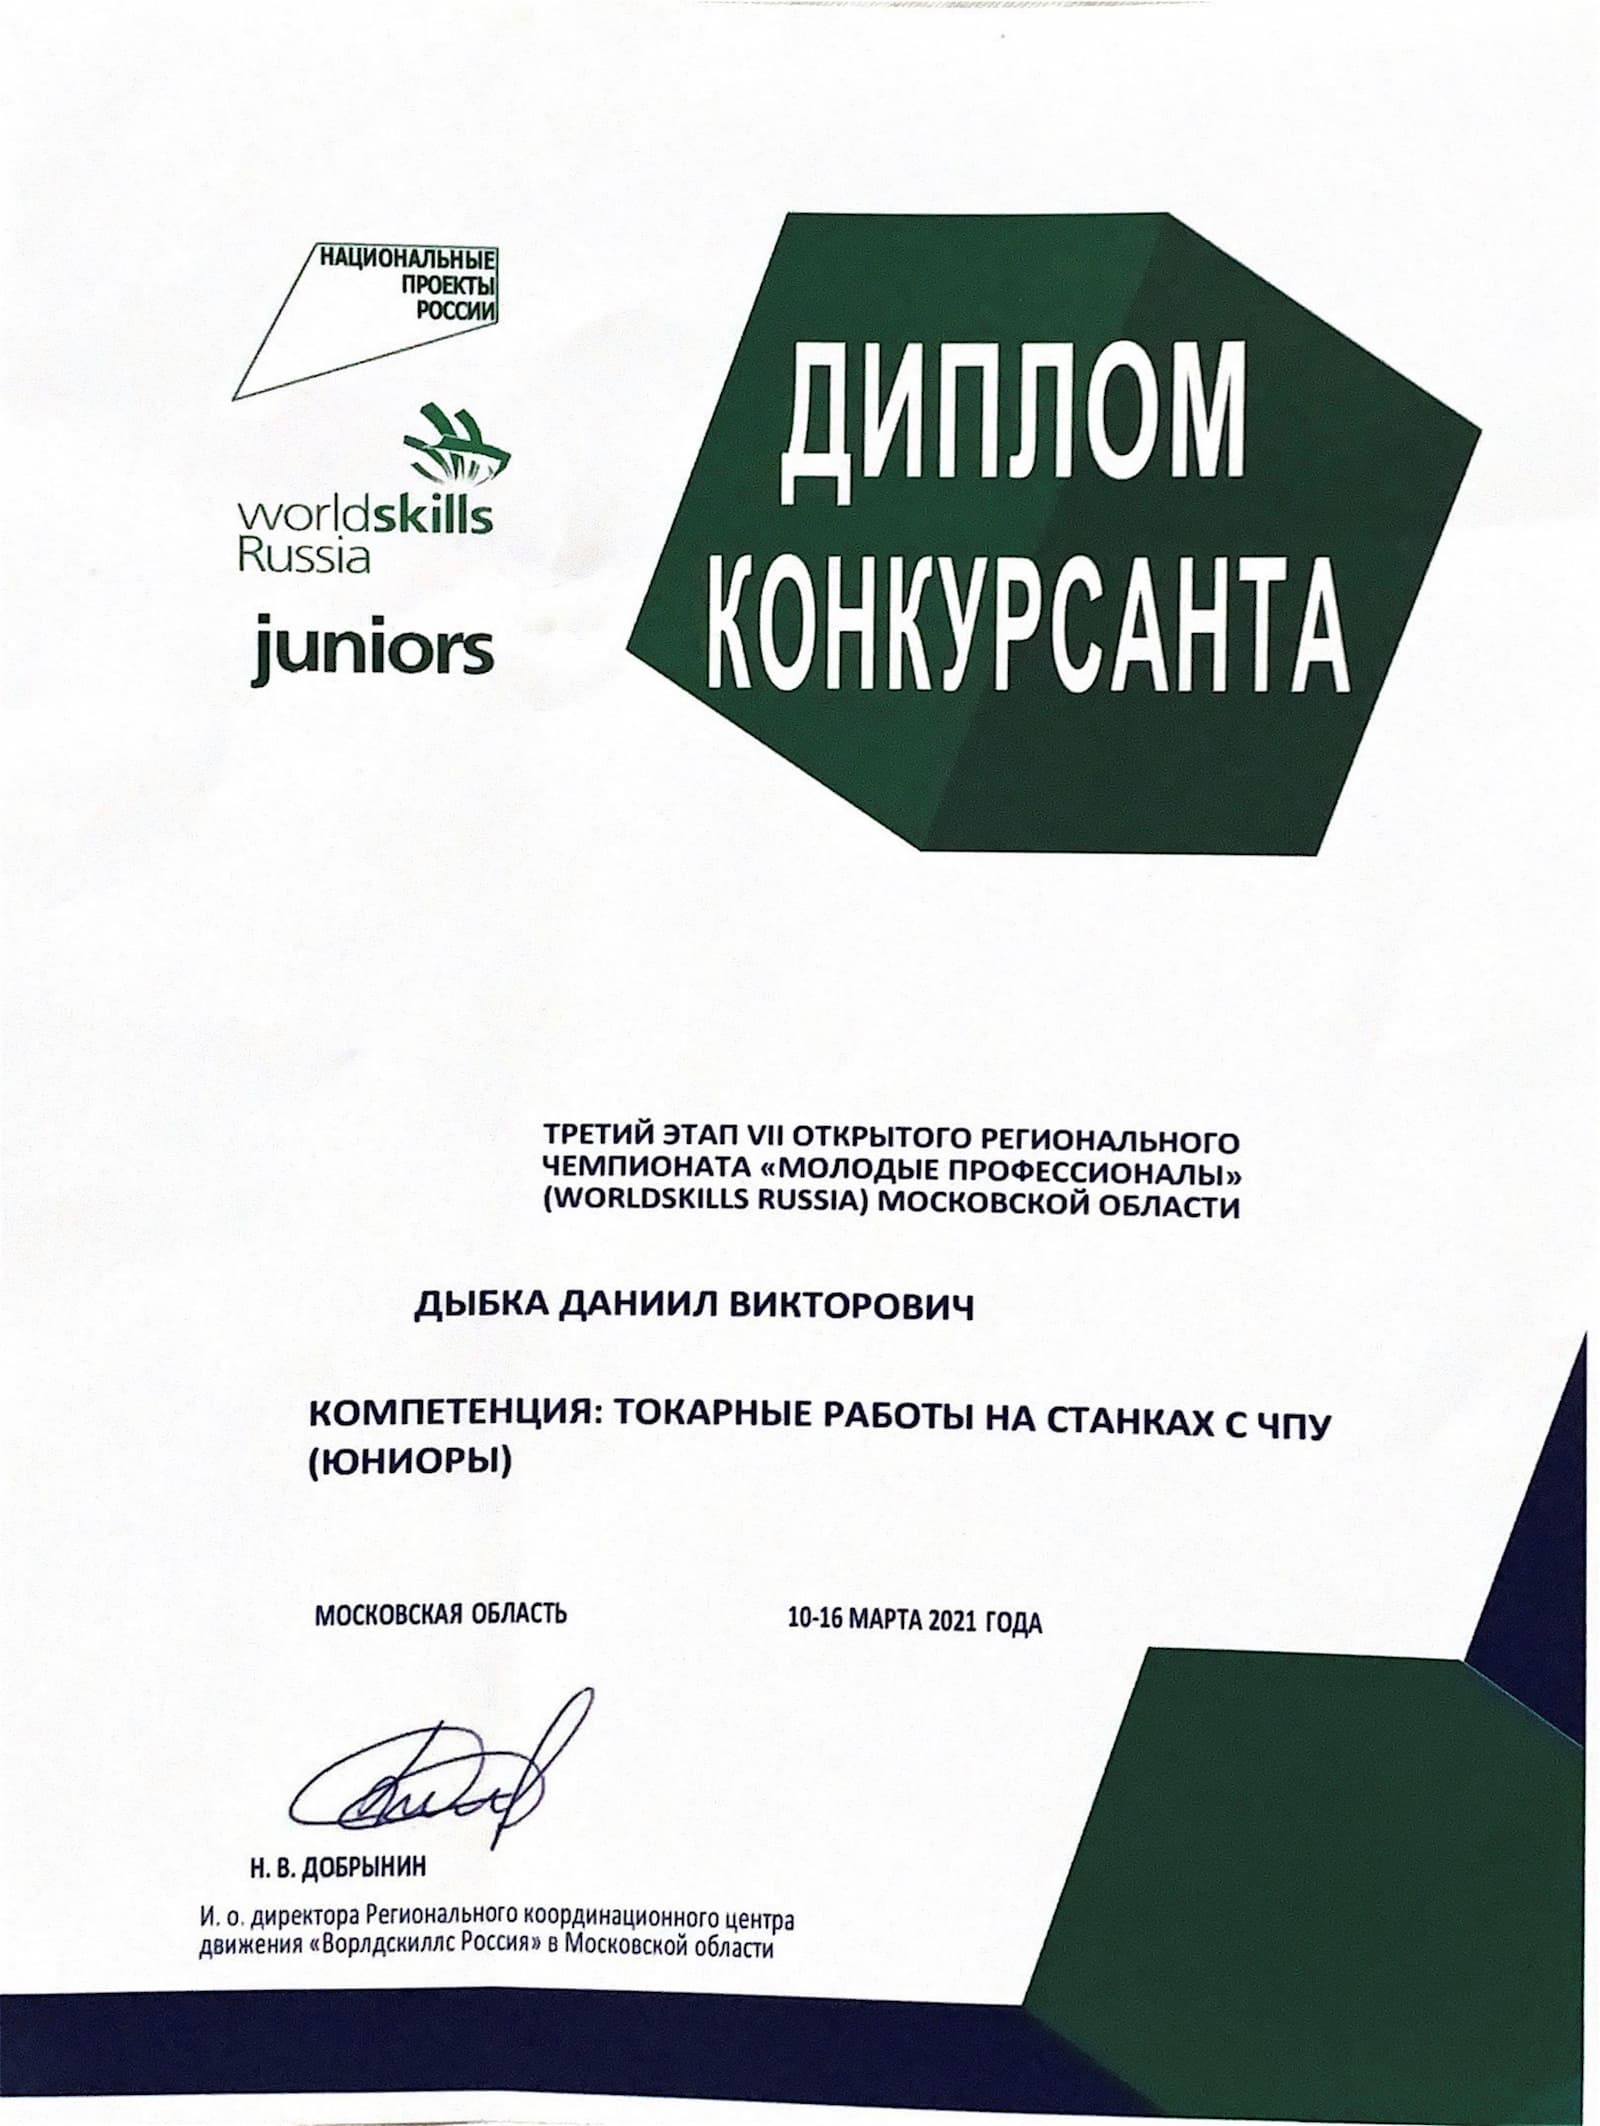 НАЦИОНАЛЬНЫЕ
ПРОЕКТЫ
РОССИИ
worldskills
Russia
juniors
ДИПЛОМ
КОНКУРСАНТА
ТРЕТИЙ ЭТАП VII ОТКРЫТОГО РЕГИОНАЛЬНОГО
ЧЕМПИОНАТА «МОЛОДЫЕ ПРОФЕССИОНАЛЫ»
(WORLDSKILLS RUSSIA) МОСКОВСКОЙ ОБЛАСТИ
ДЫБКА ДАНИИЛ ВИКТОРОВИЧ
КОМПЕТЕНЦИЯ: ТОКАРНЫЕ РАБОТЫ НА СТАНКАХ С ЧПУ
(ЮНИОРЫ)
МОСКОВСКАЯ ОБЛАСТЬ 10-16 МАРТА 2021 ГОДА
Н. В. ДОБРЫНИН
И. о. директора Регионального координационного центра
движения «Ворлдскиллс Россия» в Московской области